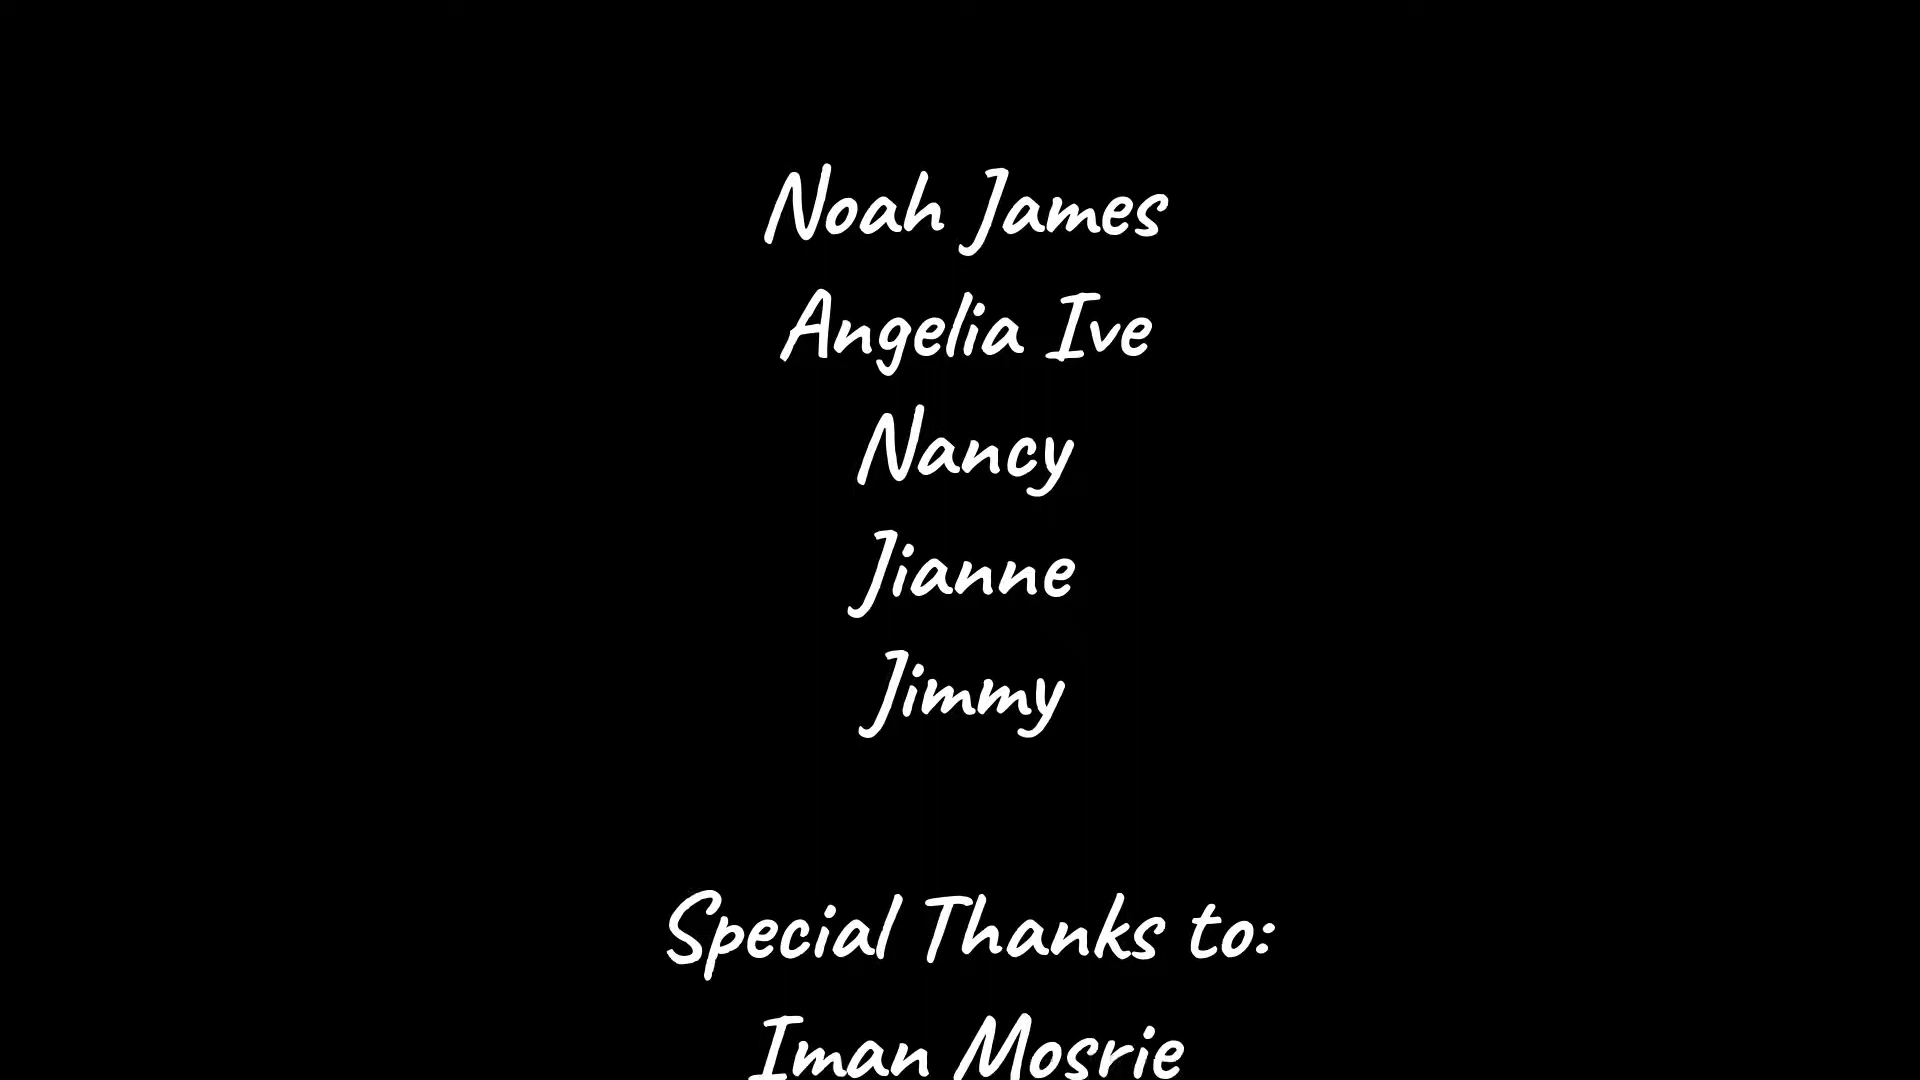 Noah James
Angelia Ive
Nancy
Jianne
Jimmy
Special Thanks to:
Iman Mosrie